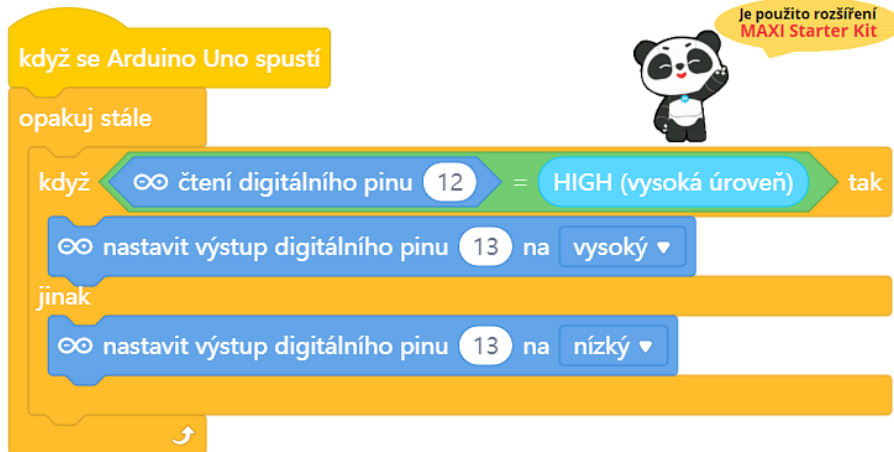 Je použito rozšíření
MAXI Starter Kit
když se Arduino Uno spustí
opakuj stále
když čtení digitálního pinu 12 = HIGH (vysoká úroveň) tak
nastavit výstup digitálního pinu 13 na vysoký
jinak
nastavit výstup digitálního pinu 13 na nízký